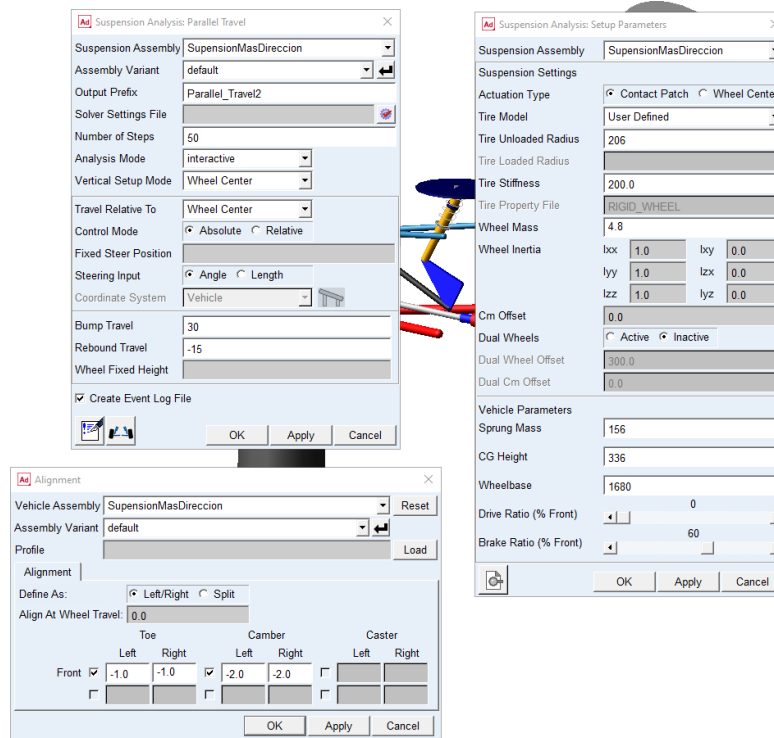 Ad Suspension Analysis: Parallel Travel
Suspension Assembly SupensionMasDireccion
Assembly Variant default
Output Prefix Parallel_Travel2
Solver Settings File
Number of Steps 50
Analysis Mode interactive
Vertical Setup Mode Wheel Center
Travel Relative To Wheel Center
Control Mode Absolute Relative
Fixed Steer Position
Steering Input Angle Length
Coordinate System Vehicle
Bump Travel 30
Rebound Travel -15
Wheel Fixed Height
Create Event Log File
OK Apply Cancel
Ad Suspension Analysis: Setup Parameters
Suspension Assembly SupensionMasDireccion
Suspension Settings
Actuation Type Contact Patch Wheel Cente
Tire Model User Defined
Tire Unloaded Radius 206
Tire Loaded Radius
Tire Stiffness 200.0
Tire Property File RIGID_WHEEL
Wheel Mass 4.8
Wheel Inertia Ixx 1.0 Ixy 0.0
Iyy 1.0 Izx 0.0
Izz 1.0 Iyz 0.0
Cm Offset 0.0
Dual Wheels Active Inactive
Dual Wheel Offset 300.0
Dual Cm Offset 0.0
Vehicle Parameters
Sprung Mass 156
CG Height 336
Wheelbase 1680
Drive Ratio (% Front) 0
Brake Ratio (% Front) 60
OK Apply Cancel
Ad Alignment
Vehicle Assembly SupensionMasDireccion Reset
Assembly Variant default
Profile Load
Alignment
Define As: Left/Right Split
Align At Wheel Travel: 0.0
Toe Camber Caster
Left Right Left Right Left Right
Front -1.0 -1.0 -2.0 -2.0
OK Apply Cancel